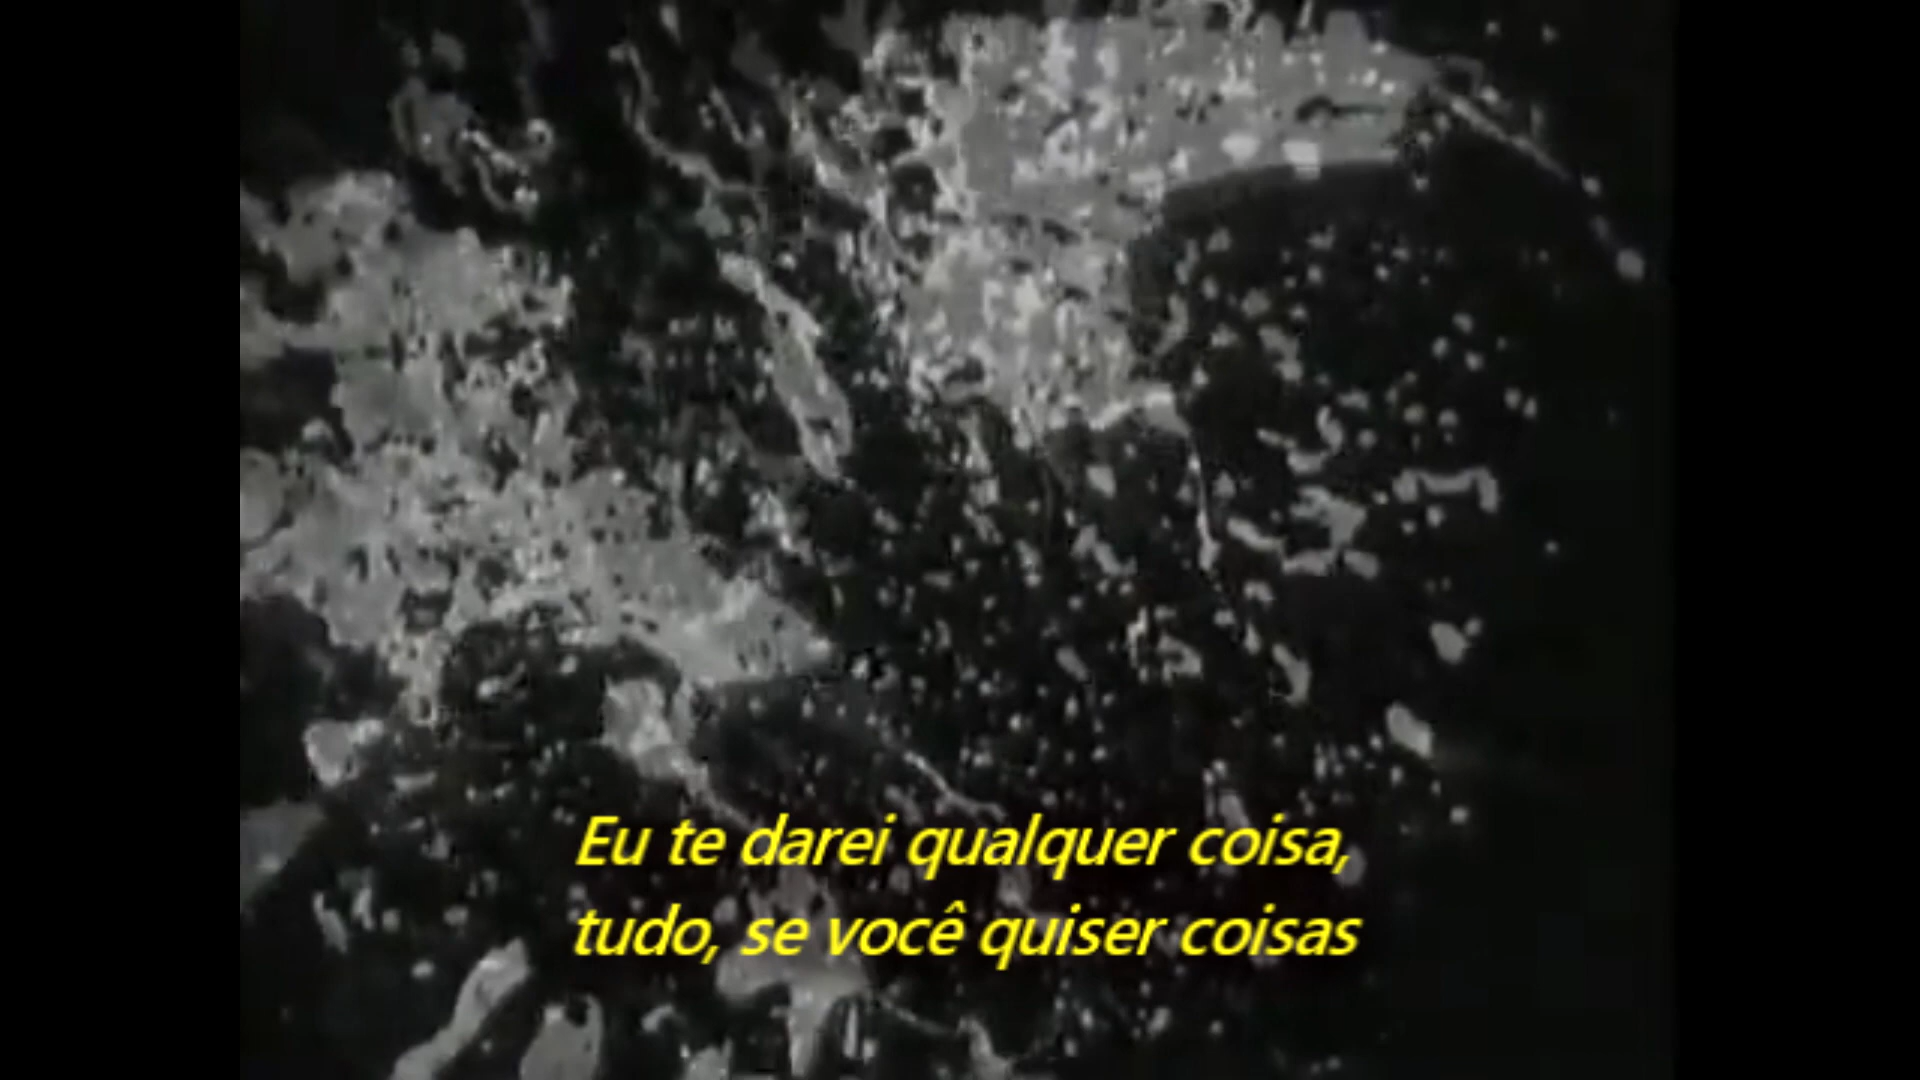 Eu te darei qualquer coisa,
tudo, se você quiser coisas